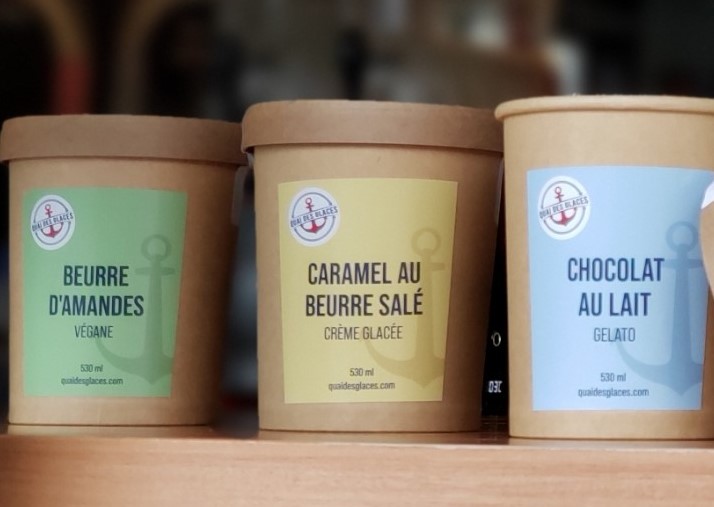 QUAI DES GLACES
BEURRE
D'AMANDES
VÉGANE
530 ml
quaidesglaces.com
QUAI DES GLACES
CARAMEL AU
BEURRE SALÉ
CRÈME GLACÉE
530 ml
quaidesglaces.com
QUAI DES GLACES
CHOCOLAT
AU LAIT
GELATO
530 ml
quaidesglaces.com